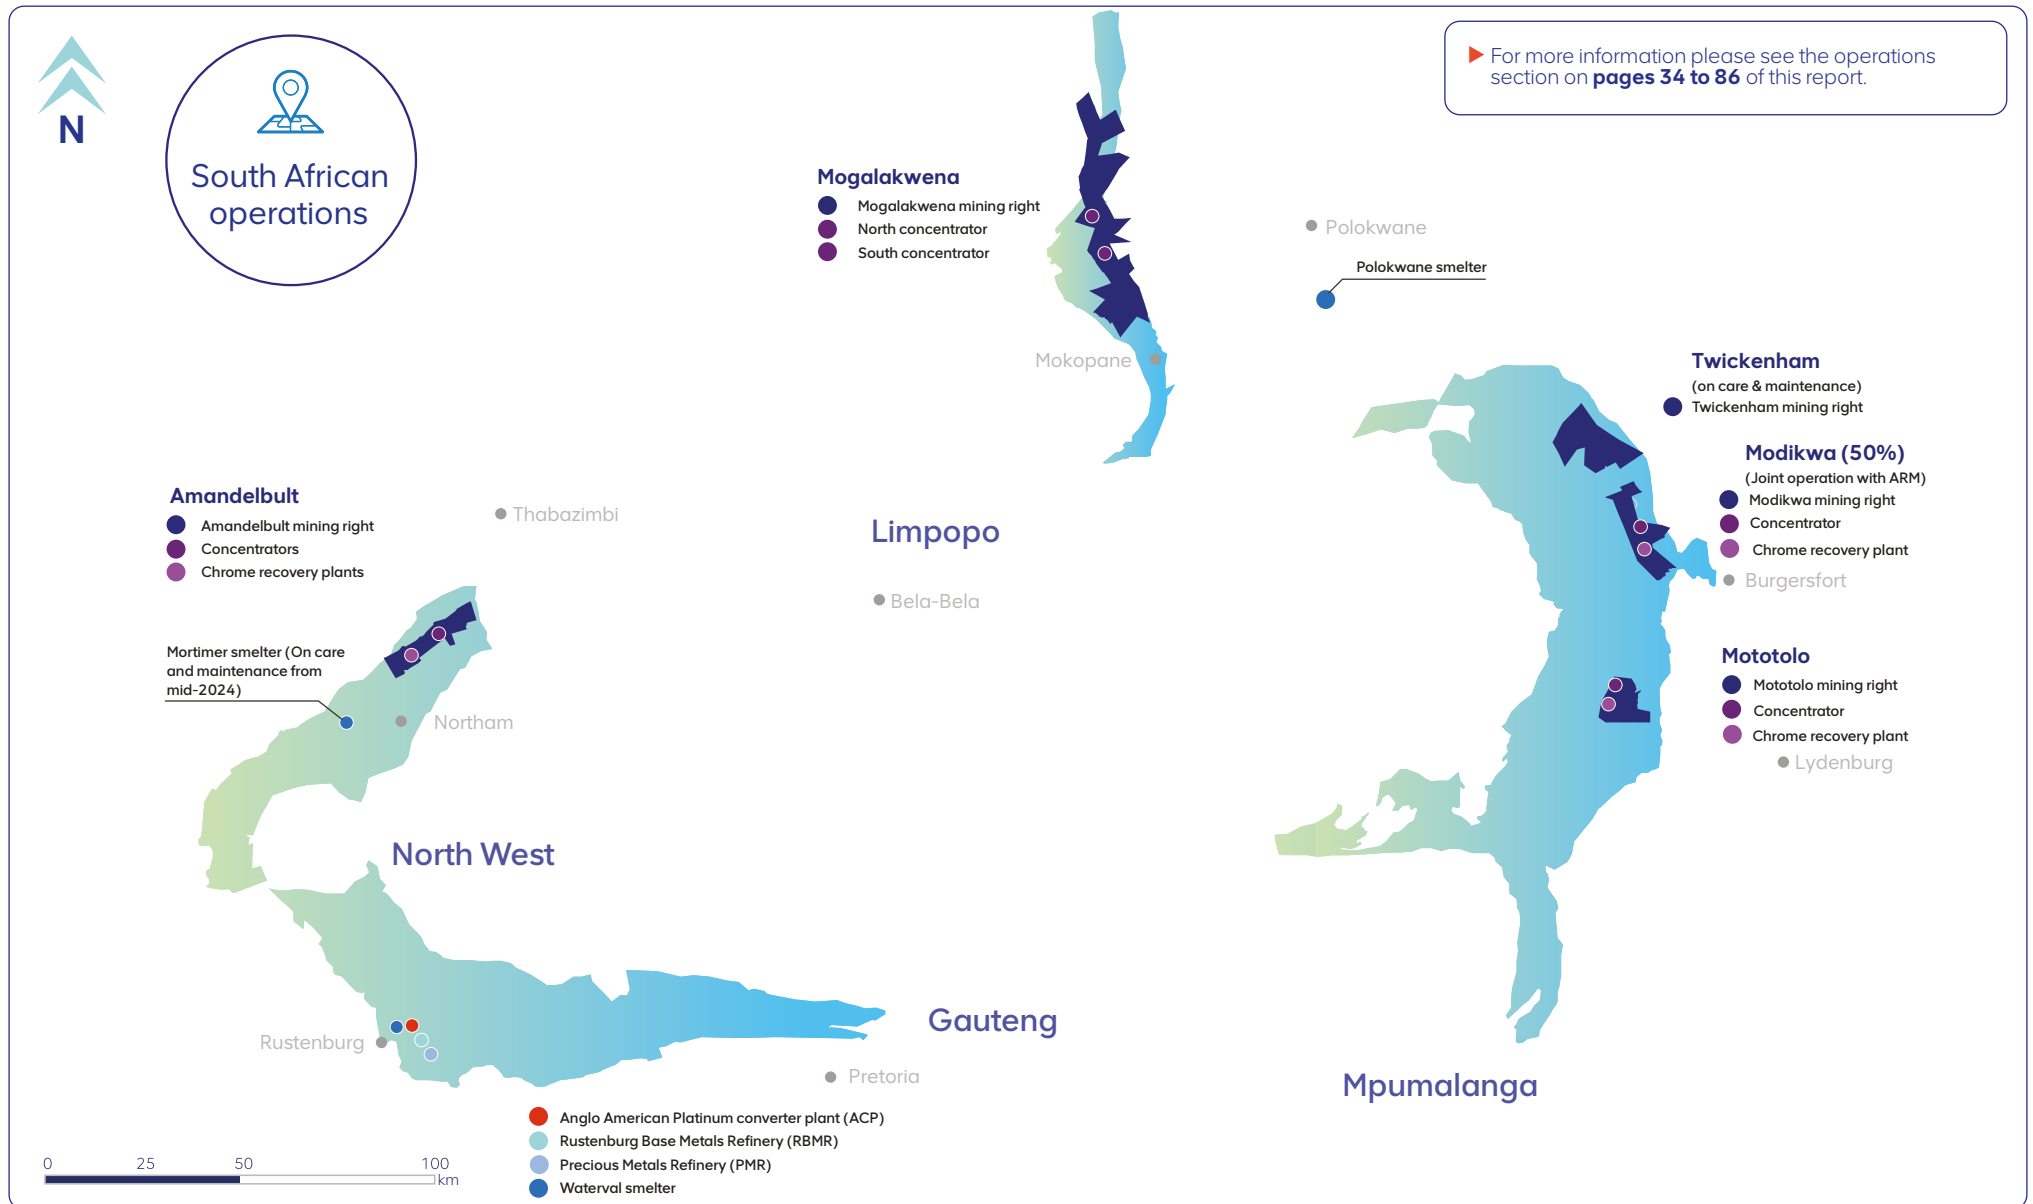 N
South African
operations
For more information please see the operations
section on pages 34 to 86 of this report.
Mogalakwena
Mogalakwena mining right
North concentrator
South concentrator
Polokwane
Polokwane smelter
Mokopane
Twickenham
(on care & maintenance)
Twickenham mining right
Modikwa (50%)
(Joint operation with ARM)
Modikwa mining right
Concentrator
Chrome recovery plant
Burgersfort
Amandelbult
Amandelbult mining right
Concentrators
Chrome recovery plants
Thabazimbi
Limpopo
Bela-Bela
Mortimer smelter (On care
and maintenance from
mid-2024)
Northam
Mototolo
Mototolo mining right
Concentrator
Chrome recovery plant
Lydenburg
North West
Gauteng
Rustenburg
Pretoria
Mpumalanga
Anglo American Platinum converter plant (ACP)
Rustenburg Base Metals Refinery (RBMR)
Precious Metals Refinery (PMR)
Waterval smelter
0 25 50 100
km